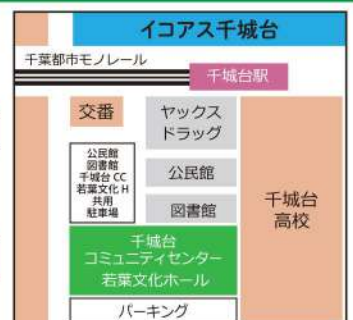 イコアス千城台
千葉都市モノレール
千城台駅
交番
ヤックス
ドラッグ
公民館
図書館
千城台 CC
若葉文化 H
共用
駐車場
公民館
図書館
千城台
高校
千城台
コミュニティセンター
若葉文化ホール
パーキング